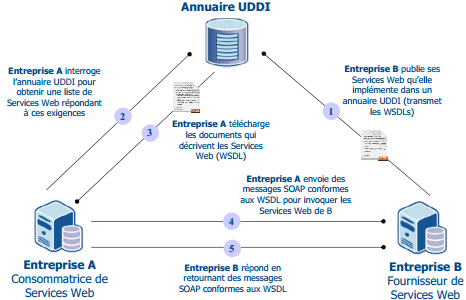 Annuaire UDDI
Entreprise A interroge
l'annuaire UDDI pour
obtenir une liste de
Services Web répondant
à ces exigences
2
3
Entreprise A télécharge
les documents qui
décrivent les Services
Web (WSDL)
Entreprise B publie ses
Services Web qu'elle
implémente dans un
annuaire UDDI (transmet
les WSDLs)
1
Entreprise A envoie des
messages SOAP conformes
aux WSDL pour invoquer les
Services Web de B
4
5
Entreprise B répond en
retournant des messages
SOAP conformes aux WSDL
Entreprise A
Consommatrice de
Services Web
Entreprise B
Fournisseur de
Services Web